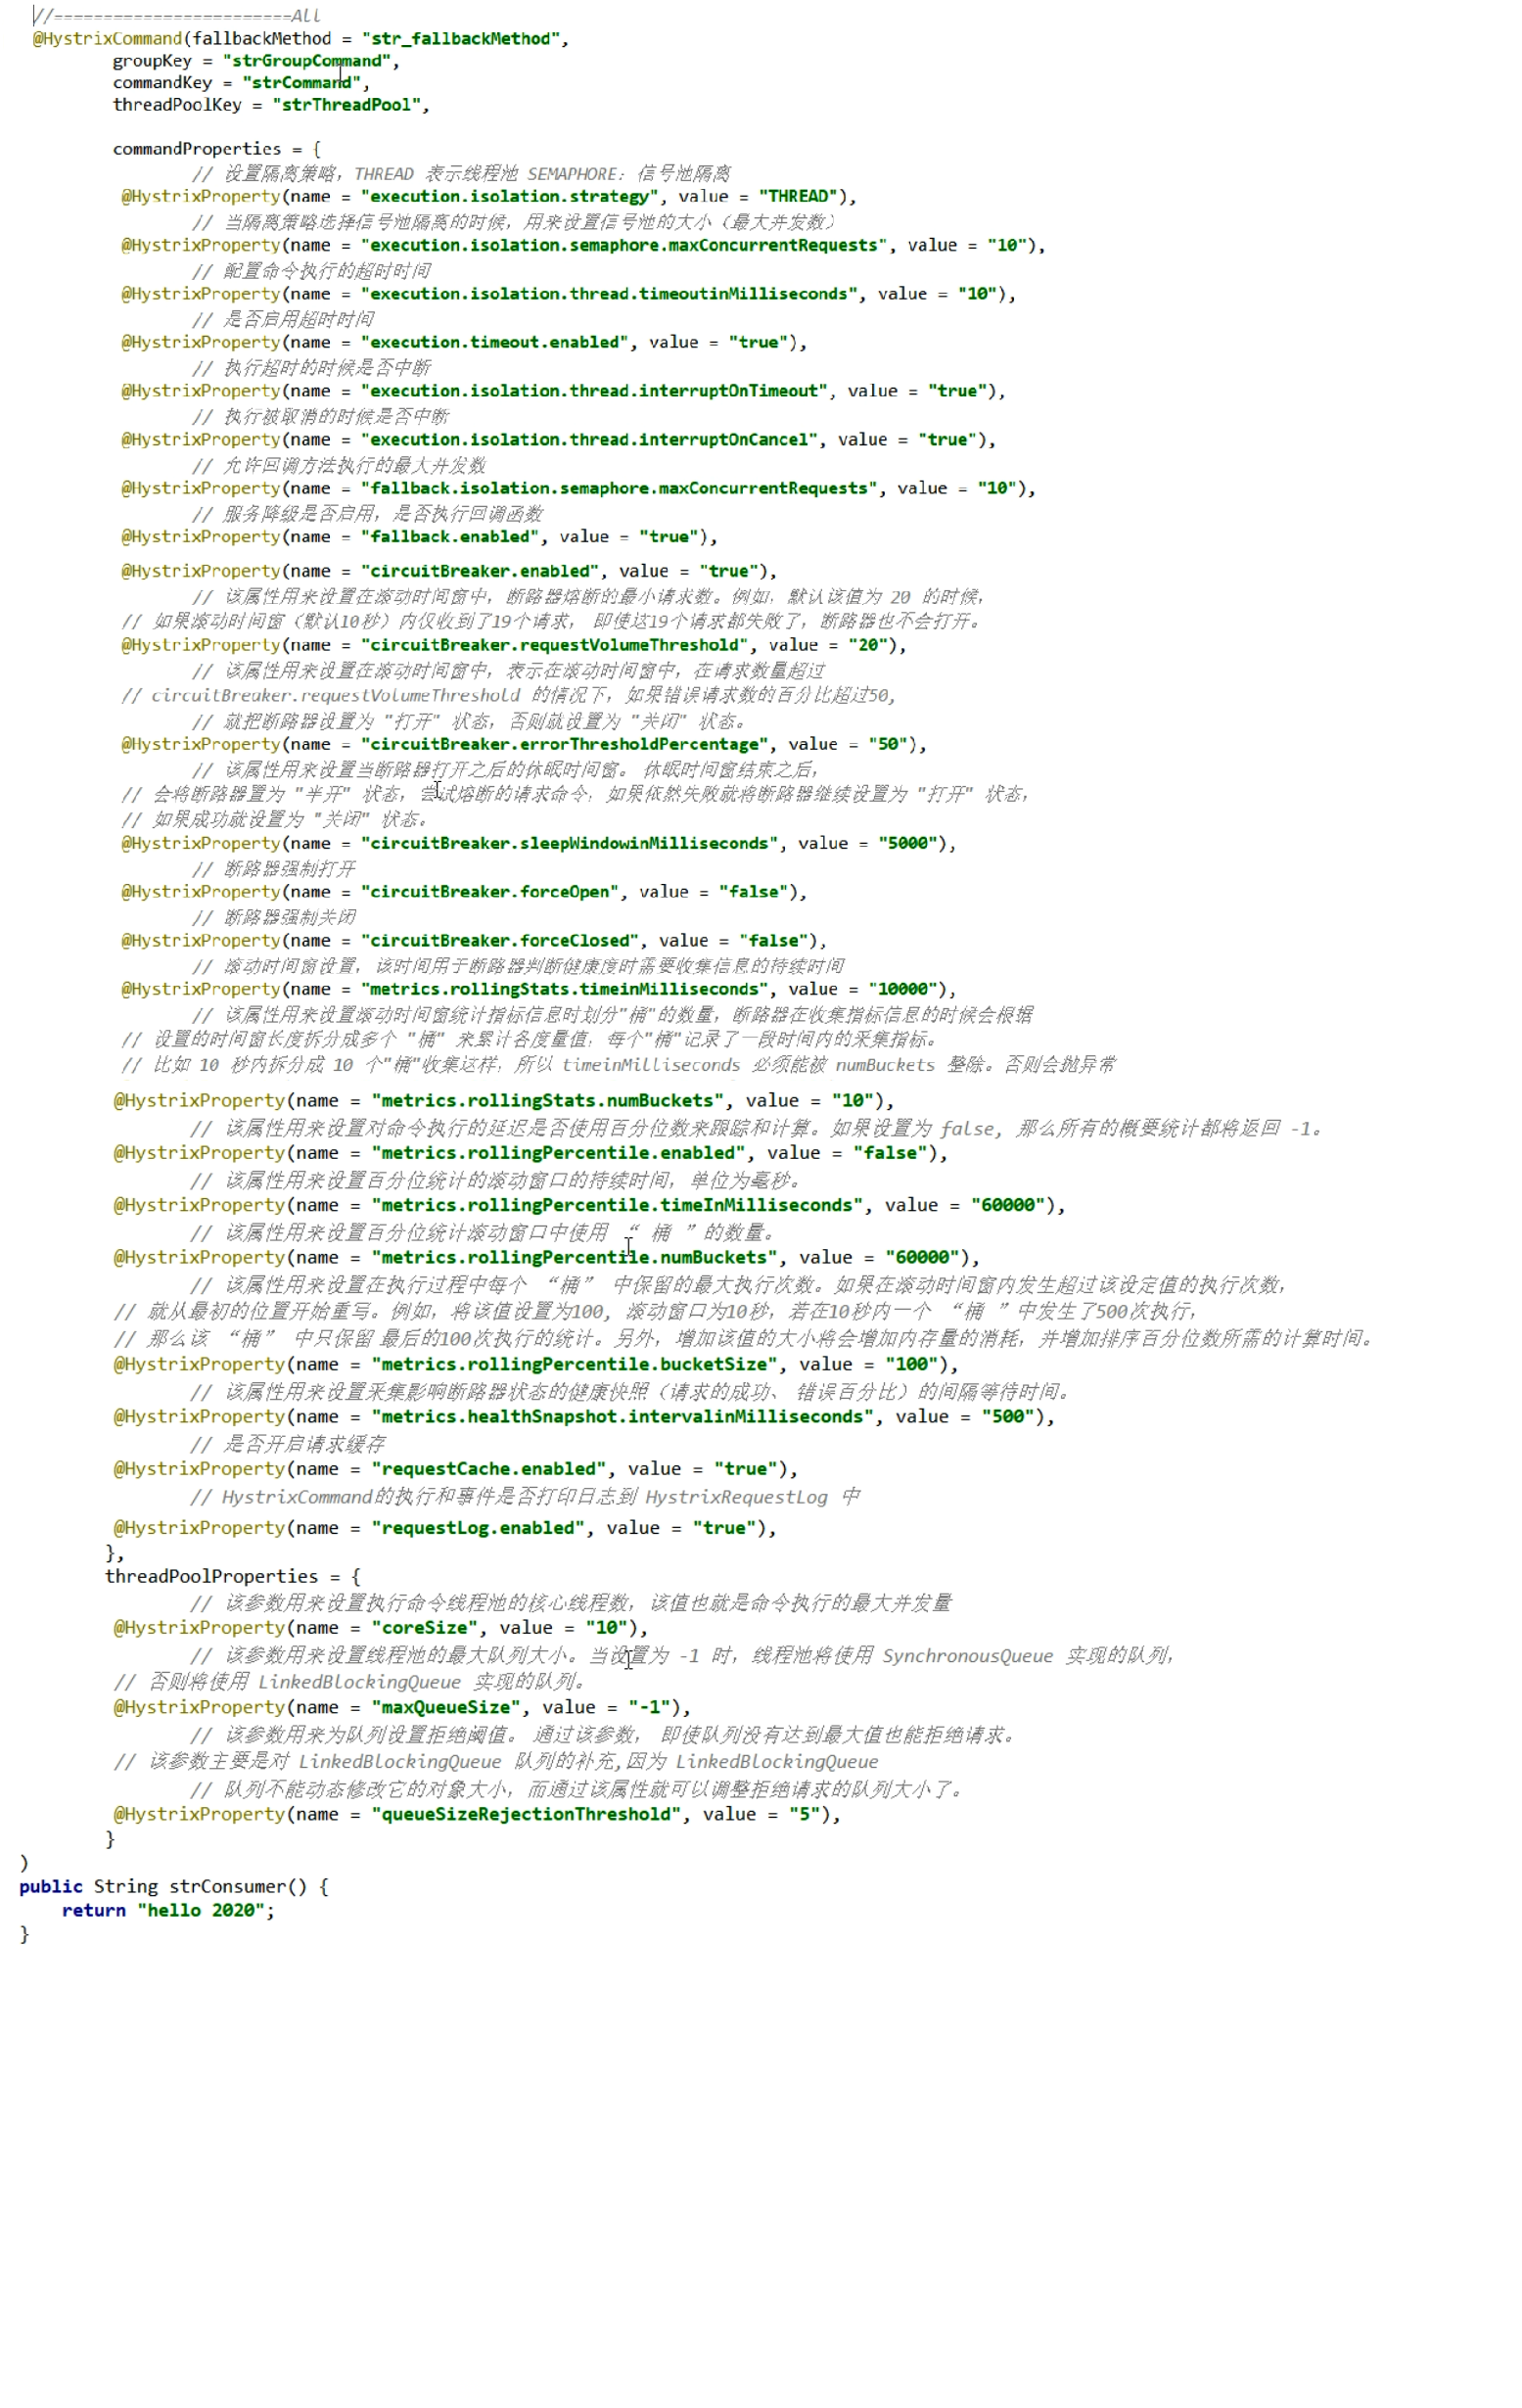 //========================All
@HystrixCommand(fallbackMethod = "str_fallbackMethod",
groupKey = "strGroupCommand",
commandKey = "strCommand",
threadPoolKey = "strThreadPool",
commandProperties = {
// 设置隔离策略，THREAD 表示线程池 SEMAPHORE：信号池隔离
@HystrixProperty(name = "execution.isolation.strategy", value = "THREAD"),
// 当隔离策略选择信号池隔离的时候，用来设置信号池的大小（最大并发数）
@HystrixProperty(name = "execution.isolation.semaphore.maxConcurrentRequests", value = "10"),
// 配置命令执行的超时时间
@HystrixProperty(name = "execution.isolation.thread.timeoutinMilliseconds", value = "10"),
// 是否启用超时时间
@HystrixProperty(name = "execution.timeout.enabled", value = "true"),
// 执行超时的时候是否中断
@HystrixProperty(name = "execution.isolation.thread.interruptOnTimeout", value = "true"),
// 执行被取消的时候是否中断
@HystrixProperty(name = "execution.isolation.thread.interruptOnCancel", value = "true"),
// 允许回调方法执行的最大并发数
@HystrixProperty(name = "fallback.isolation.semaphore.maxConcurrentRequests", value = "10"),
// 服务降级是否启用，是否执行回调函数
@HystrixProperty(name = "fallback.enabled", value = "true"),
@HystrixProperty(name = "circuitBreaker.enabled", value = "true"),
// 该属性用来设置在滚动时间窗中，断路器熔断的最小请求数。例如，默认该值为 20 的时候，
// 如果滚动时间窗（默认10秒）内仅收到了19个请求， 即使这19个请求都失败了，断路器也不会打开。
@HystrixProperty(name = "circuitBreaker.requestVolumeThreshold", value = "20"),
// 该属性用来设置在滚动时间窗中，表示在滚动时间窗中，在请求数量超过
// circuitBreaker.requestVolumeThreshold 的情况下，如果错误请求数的百分比超过50,
// 就把断路器设置为 "打开" 状态，否则就设置为 "关闭" 状态。
@HystrixProperty(name = "circuitBreaker.errorThresholdPercentage", value = "50"),
// 该属性用来设置当断路器打开之后的休眠时间窗。 休眠时间窗结束之后，
// 会将断路器置为 "半开" 状态，尝试熔断的请求命令，如果依然失败就将断路器继续设置为 "打开" 状态，
// 如果成功就设置为 "关闭" 状态。
@HystrixProperty(name = "circuitBreaker.sleepWindowinMilliseconds", value = "5000"),
// 断路器强制打开
@HystrixProperty(name = "circuitBreaker.forceOpen", value = "false"),
// 断路器强制关闭
@HystrixProperty(name = "circuitBreaker.forceClosed", value = "false"),
// 滚动时间窗设置，该时间用于断路器判断健康度时需要收集信息的持续时间
@HystrixProperty(name = "metrics.rollingStats.timeinMilliseconds", value = "10000"),
// 该属性用来设置滚动时间窗统计指标信息时划分"桶"的数量，断路器在收集指标信息的时候会根据
// 设置的时间窗长度拆分成多个 "桶" 来累计各度量值，每个"桶"记录了一段时间内的采集指标。
// 比如 10 秒内拆分成 10 个"桶"收集这样，所以 timeinMilliseconds 必须能被 numBuckets 整除。否则会抛异常
@HystrixProperty(name = "metrics.rollingStats.numBuckets", value = "10"),
// 该属性用来设置对命令执行的延迟是否使用百分位数来跟踪和计算。如果设置为 false, 那么所有的概要统计都将返回 -1。
@HystrixProperty(name = "metrics.rollingPercentile.enabled", value = "false"),
// 该属性用来设置百分位统计的滚动窗口的持续时间，单位为毫秒。
@HystrixProperty(name = "metrics.rollingPercentile.timeInMilliseconds", value = "60000"),
// 该属性用来设置百分位统计滚动窗口中使用 “ 桶 ”的数量。
@HystrixProperty(name = "metrics.rollingPercentile.numBuckets", value = "60000"),
// 该属性用来设置在执行过程中每个 “桶” 中保留的最大执行次数。如果在滚动时间窗内发生超过该设定值的执行次数，
// 就从最初的位置开始重写。例如，将该值设置为100, 滚动窗口为10秒，若在10秒内一个 “桶 ”中发生了500次执行，
// 那么该 “桶” 中只保留 最后的100次执行的统计。另外，增加该值的大小将会增加内存量的消耗，并增加排序百分位数所需的计算时间。
@HystrixProperty(name = "metrics.rollingPercentile.bucketSize", value = "100"),
// 该属性用来设置采集影响断路器状态的健康快照（请求的成功、 错误百分比）的间隔等待时间。
@HystrixProperty(name = "metrics.healthSnapshot.intervalinMilliseconds", value = "500"),
// 是否开启请求缓存
@HystrixProperty(name = "requestCache.enabled", value = "true"),
// HystrixCommand的执行和事件是否打印日志到 HystrixRequestLog 中
@HystrixProperty(name = "requestLog.enabled", value = "true"),
},
threadPoolProperties = {
// 该参数用来设置执行命令线程池的核心线程数，该值也就是命令执行的最大并发量
@HystrixProperty(name = "coreSize", value = "10"),
// 该参数用来设置线程池的最大队列大小。当设置为 -1 时，线程池将使用 SynchronousQueue 实现的队列，
// 否则将使用 LinkedBlockingQueue 实现的队列。
@HystrixProperty(name = "maxQueueSize", value = "-1"),
// 该参数用来为队列设置拒绝阈值。 通过该参数， 即使队列没有达到最大值也能拒绝请求。
// 该参数主要是对 LinkedBlockingQueue 队列的补充,因为 LinkedBlockingQueue
// 队列不能动态修改它的对象大小，而通过该属性就可以调整拒绝请求的队列大小了。
@HystrixProperty(name = "queueSizeRejectionThreshold", value = "5"),
}
)
public String strConsumer() {
return "hello 2020";
}